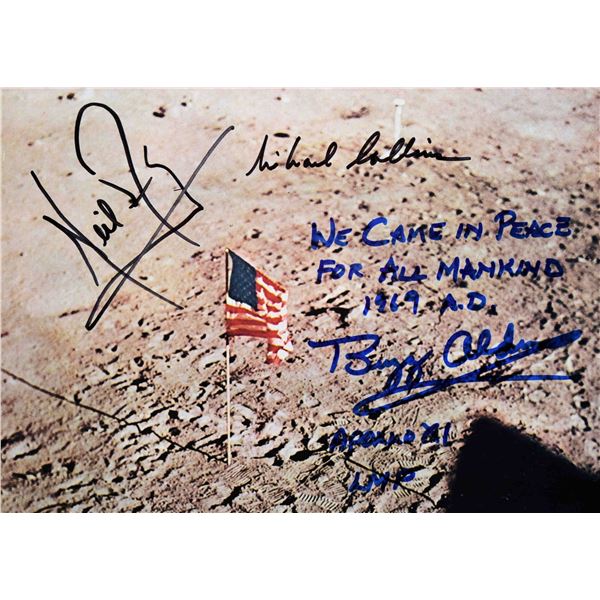 Neil
Michael Collins
WE CAME IN PEACE
FOR ALL MANKIND
1969 A.D.
Buzz Aldrin
APOLLO XI
LMP